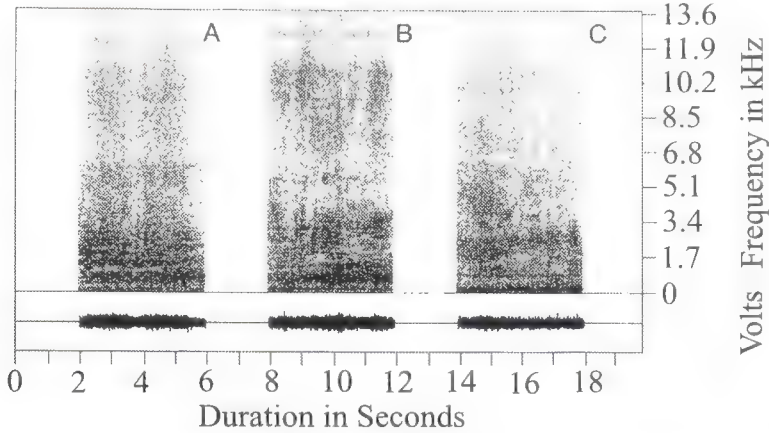 A B C
13.6
11.9
10.2
8.5
6.8
5.1
3.4
1.7
0
Volts Frequency in kHz
0 2 4 6 8 10 12 14 16 18
Duration in Seconds